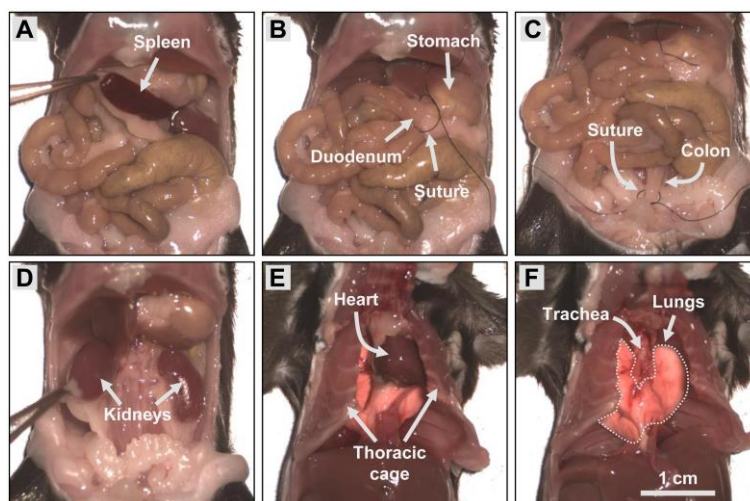 A
Spleen
B
Stomach
Duodenum
Suture
C
Suture
Colon
D
Kidneys
E
Heart
Thoracic
cage
F
Trachea
Lungs
1 cm